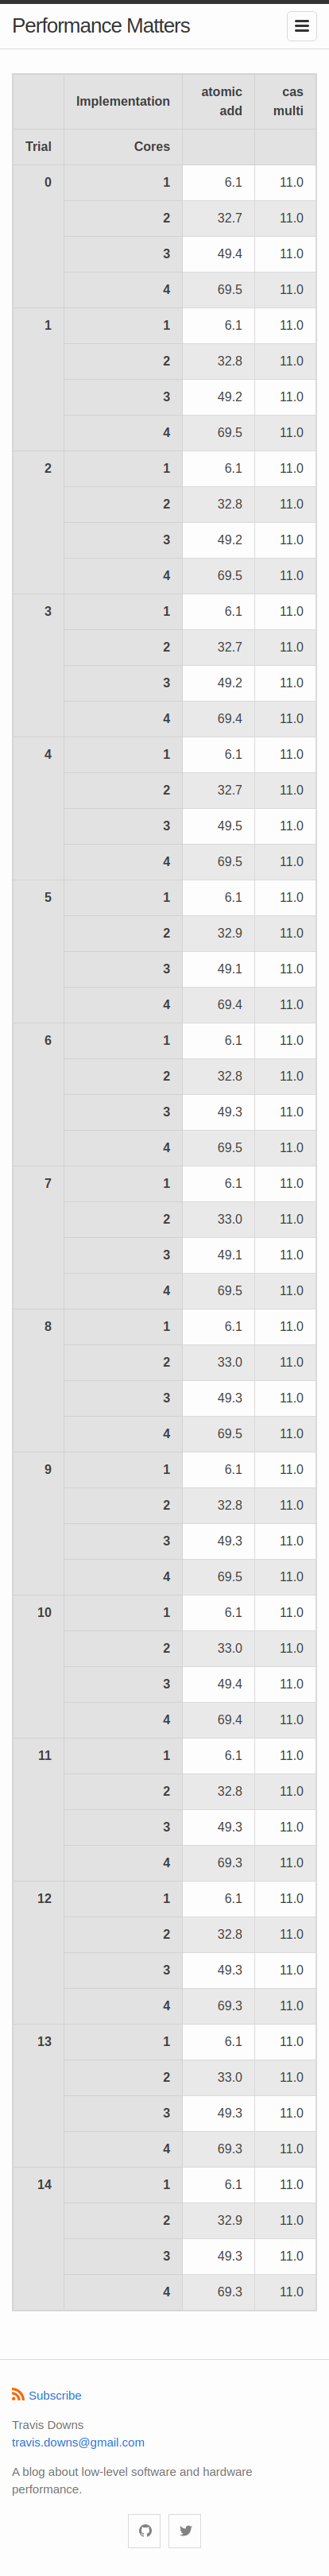 Performance Matters
Implementation atomic add cas multi
Trial Cores
0 1 6.1 11.0
2 32.7 11.0
3 49.4 11.0
4 69.5 11.0
1 1 6.1 11.0
2 32.8 11.0
3 49.2 11.0
4 69.5 11.0
2 1 6.1 11.0
2 32.8 11.0
3 49.2 11.0
4 69.5 11.0
3 1 6.1 11.0
2 32.7 11.0
3 49.2 11.0
4 69.4 11.0
4 1 6.1 11.0
2 32.7 11.0
3 49.5 11.0
4 69.5 11.0
5 1 6.1 11.0
2 32.9 11.0
3 49.1 11.0
4 69.4 11.0
6 1 6.1 11.0
2 32.8 11.0
3 49.3 11.0
4 69.5 11.0
7 1 6.1 11.0
2 33.0 11.0
3 49.1 11.0
4 69.5 11.0
8 1 6.1 11.0
2 33.0 11.0
3 49.3 11.0
4 69.5 11.0
9 1 6.1 11.0
2 32.8 11.0
3 49.3 11.0
4 69.5 11.0
10 1 6.1 11.0
2 33.0 11.0
3 49.4 11.0
4 69.4 11.0
11 1 6.1 11.0
2 32.8 11.0
3 49.3 11.0
4 69.3 11.0
12 1 6.1 11.0
2 32.8 11.0
3 49.3 11.0
4 69.3 11.0
13 1 6.1 11.0
2 33.0 11.0
3 49.3 11.0
4 69.3 11.0
14 1 6.1 11.0
2 32.9 11.0
3 49.3 11.0
4 69.3 11.0
Subscribe
Travis Downs
travis.downs@gmail.com
A blog about low-level software and hardware
performance.